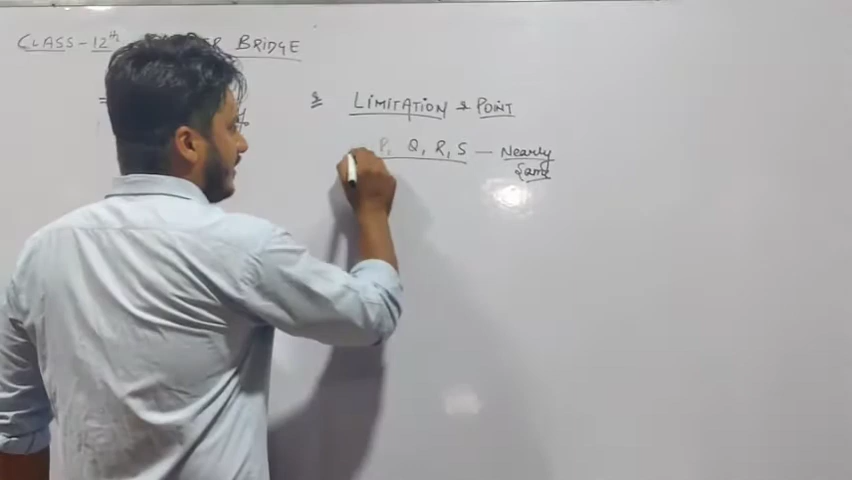 CLASS-12th BRIDGE
LIMITATION & POINT
P, Q, R, S — Nearly
Same